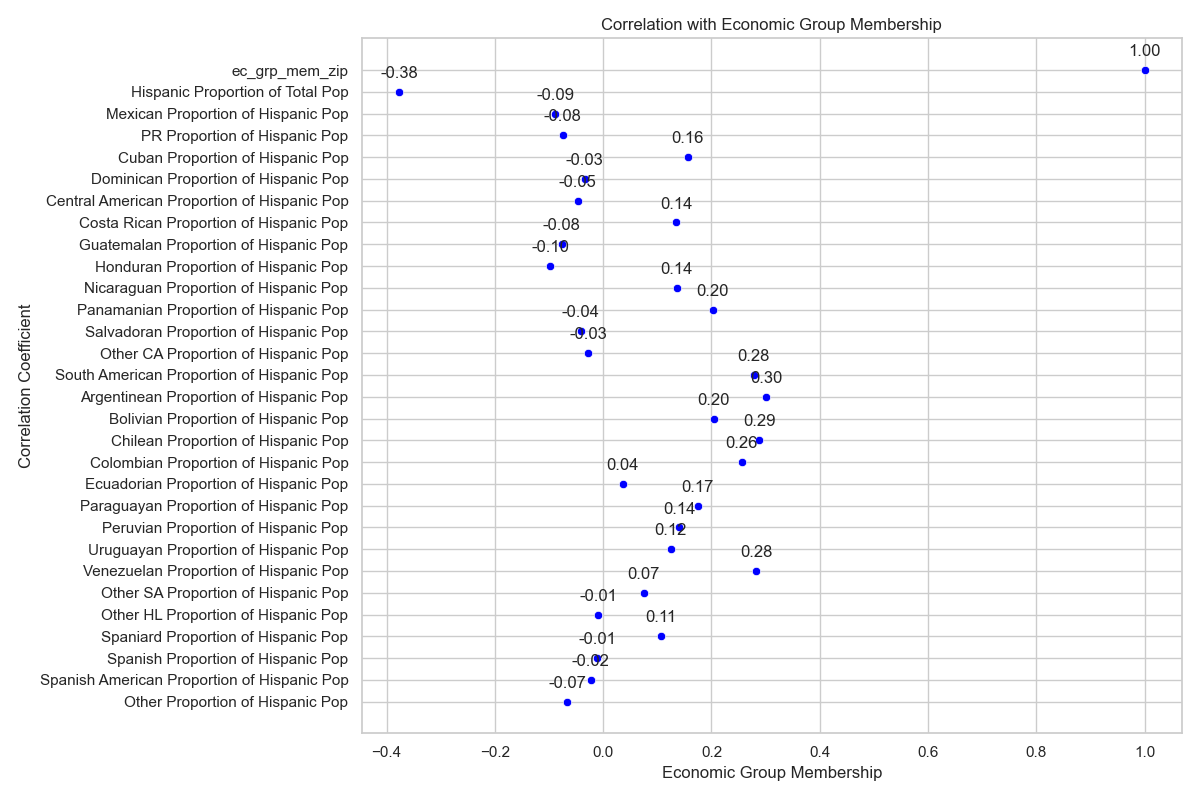 Correlation with Economic Group Membership
1.00
ec_grp_mem_zip
-0.38
Hispanic Proportion of Total Pop
-0.09
Mexican Proportion of Hispanic Pop
-0.08
PR Proportion of Hispanic Pop
0.16
Cuban Proportion of Hispanic Pop
-0.03
Dominican Proportion of Hispanic Pop
-0.05
Central American Proportion of Hispanic Pop
0.14
Costa Rican Proportion of Hispanic Pop
-0.08
Guatemalan Proportion of Hispanic Pop
-0.10
Honduran Proportion of Hispanic Pop
0.14
Nicaraguan Proportion of Hispanic Pop
0.20
Panamanian Proportion of Hispanic Pop
-0.04
Salvadoran Proportion of Hispanic Pop
-0.03
Other CA Proportion of Hispanic Pop
0.28
South American Proportion of Hispanic Pop
0.30
Argentinean Proportion of Hispanic Pop
0.20
Bolivian Proportion of Hispanic Pop
0.29
Chilean Proportion of Hispanic Pop
0.26
Colombian Proportion of Hispanic Pop
0.04
Ecuadorian Proportion of Hispanic Pop
0.17
Paraguayan Proportion of Hispanic Pop
0.14
Peruvian Proportion of Hispanic Pop
0.12
Uruguayan Proportion of Hispanic Pop
0.28
Venezuelan Proportion of Hispanic Pop
0.07
Other SA Proportion of Hispanic Pop
-0.01
Other HL Proportion of Hispanic Pop
0.11
Spaniard Proportion of Hispanic Pop
-0.01
Spanish Proportion of Hispanic Pop
-0.02
Spanish American Proportion of Hispanic Pop
-0.07
Other Proportion of Hispanic Pop
Correlation Coefficient
−0.4 −0.2 0.0 0.2 0.4 0.6 0.8 1.0
Economic Group Membership